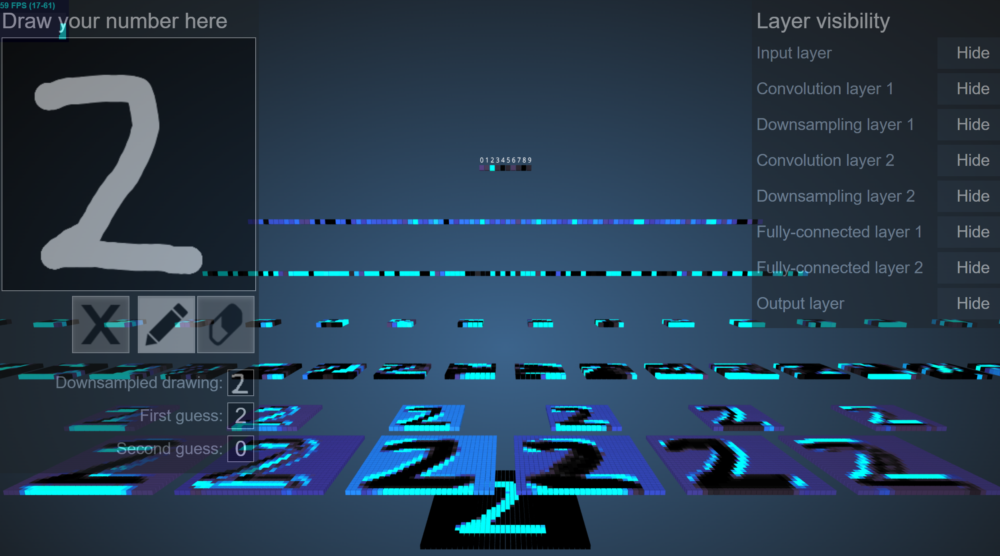 59 FPS (17-61)
Draw your number here
2
X
Downsampled drawing: 2
First guess: 2
Second guess: 0
0 1 2 3 4 5 6 7 8 9
Layer visibility
Input layer Hide
Convolution layer 1 Hide
Downsampling layer 1 Hide
Convolution layer 2 Hide
Downsampling layer 2 Hide
Fully-connected layer 1 Hide
Fully-connected layer 2 Hide
Output layer Hide